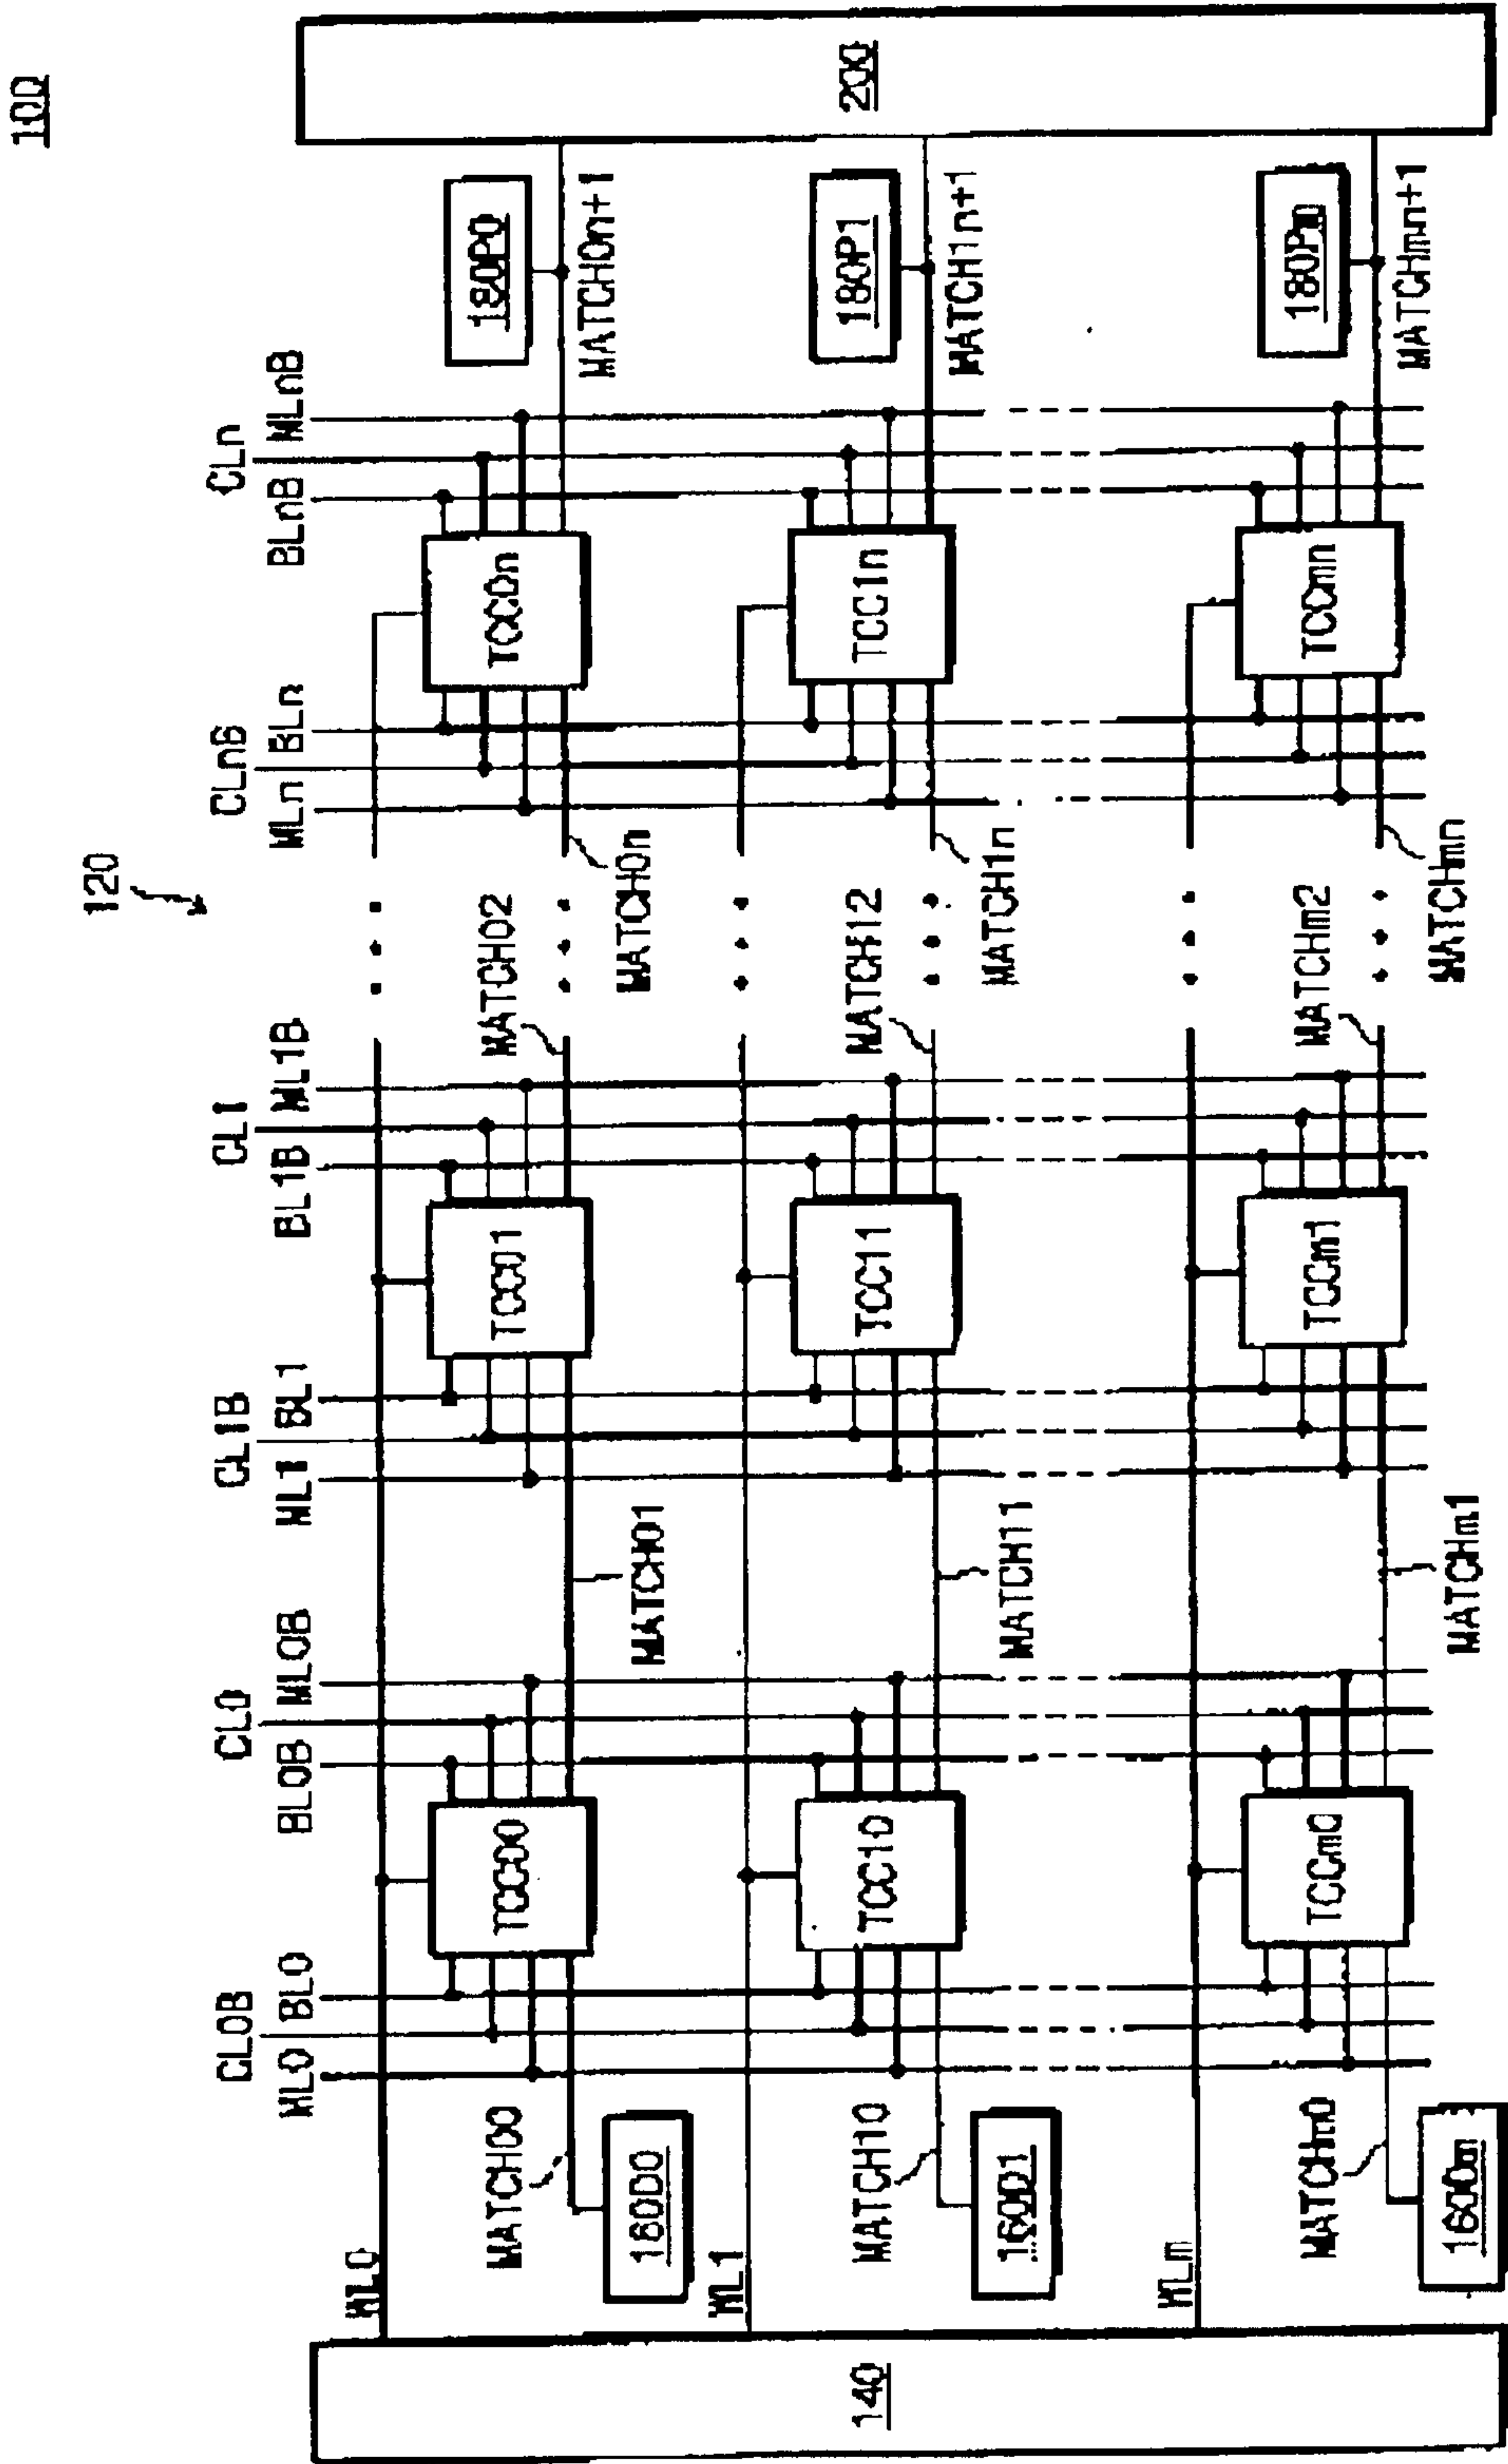 100
120
CL0B CL0 CL1B CL1 CLnB CLn
ML0 BL0 BL0B ML0B ML1 BL1 BL1B ML1B MLn BLn BLnB MLnB
WL0
140
200
TCC00 TCC01 TCC0n
180P0
MATCH00 MATCH02
MATCH01 MATCH0n MATCH0n+1
160D0
WL1
TCC10 TCC11 TCC1n
180P1
MATCH10 MATCH12
MATCH11 MATCH1n MATCH1n+1
160D1
WLm
TCCm0 TCCm1 TCCmn
180Pm
MATCHm0 MATCHm2
MATCHm1 MATCHmn MATCHmn+1
160Dm